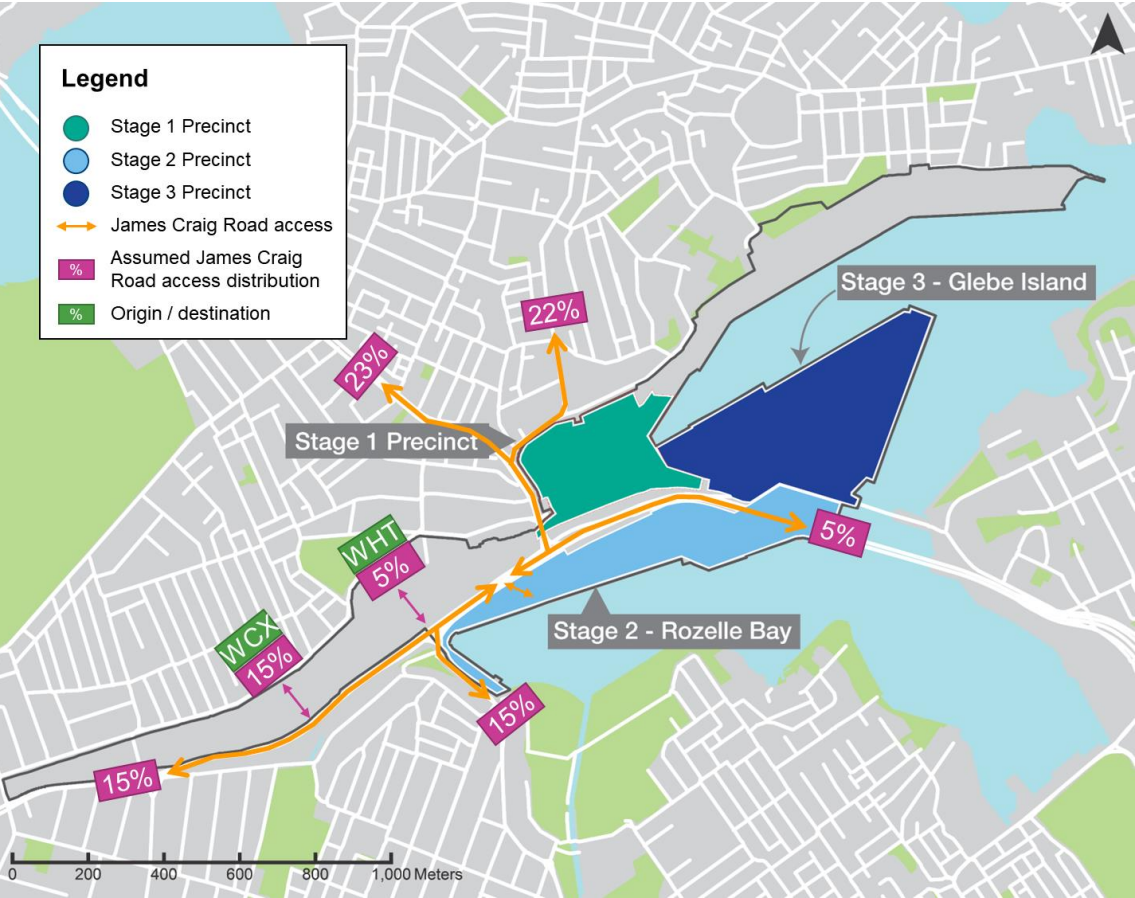 Legend
Stage 1 Precinct
Stage 2 Precinct
Stage 3 Precinct
James Craig Road access
%
Assumed James Craig
Road access distribution
%
Origin / destination
22%
Stage 3 - Glebe Island
23%
Stage 1 Precinct
WHT
5%
5%
Stage 2 - Rozelle Bay
WCX
15%
15%
15%
0
200
400
600
800
1,000 Meters